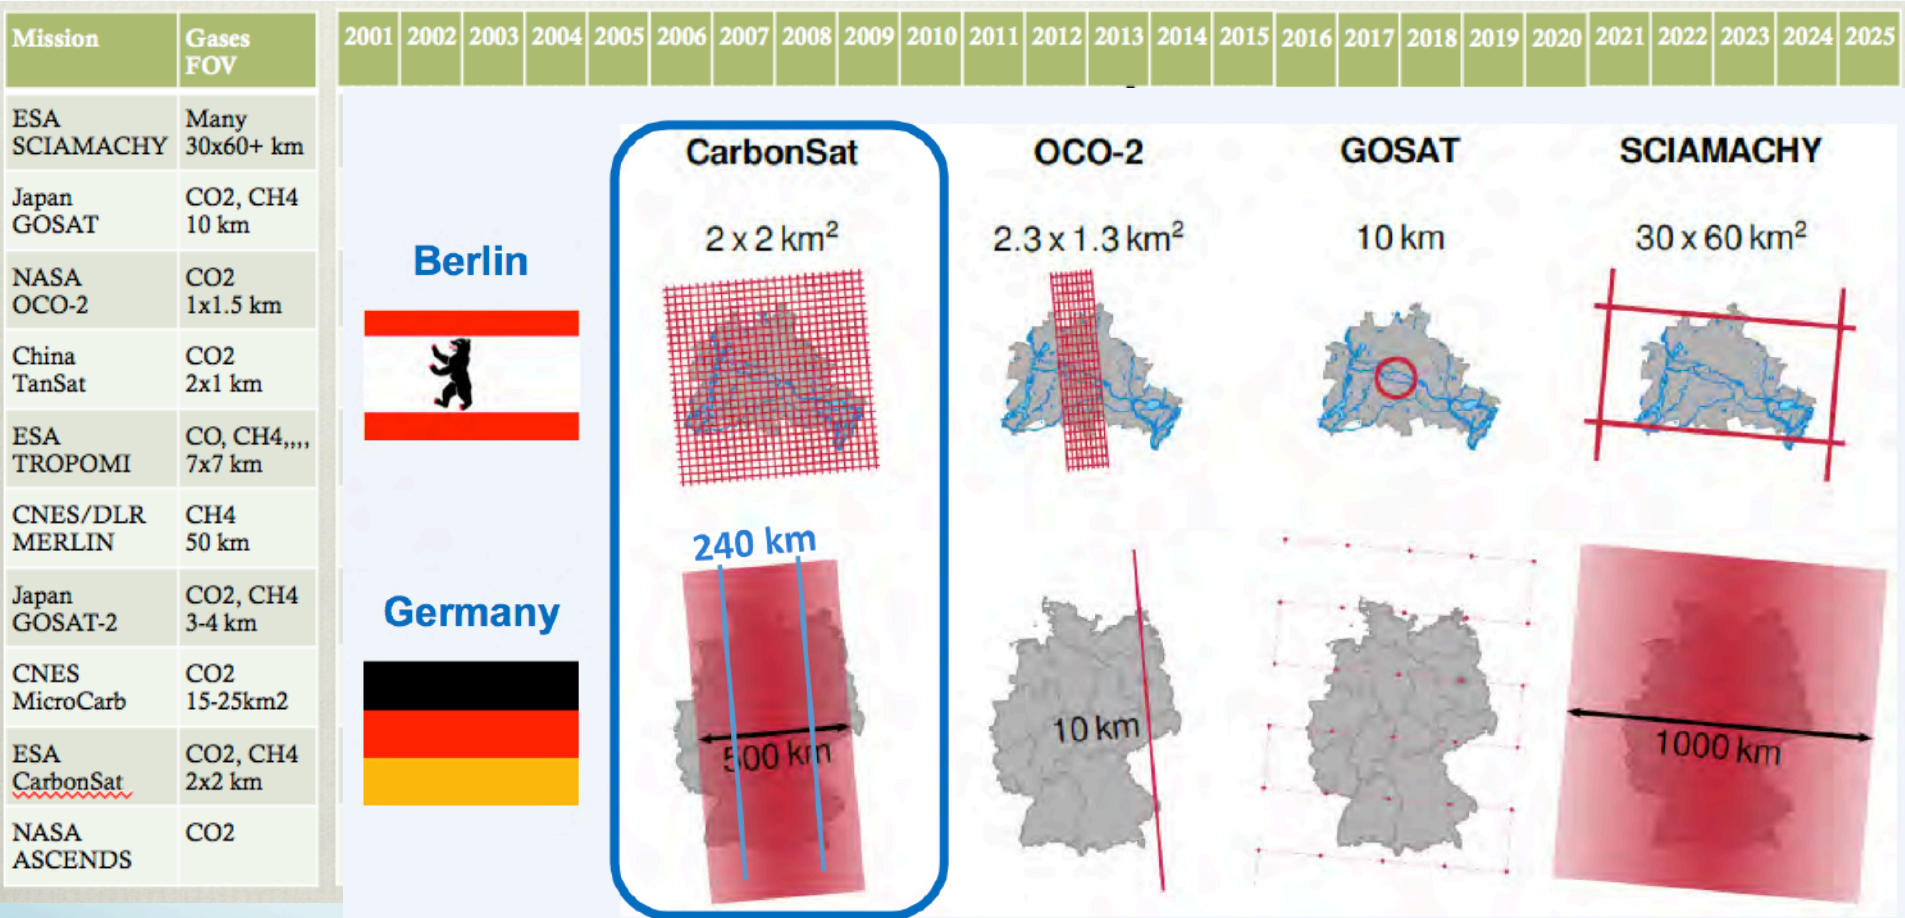 Mission Gases 2001 2002 2003 2004 2005 2006 2007 2008 2009 2010 2011 2012 2013 2014 2015 2016 2017 2018 2019 2020 2021 2022 2023 2024 2025
FOV
ESA Many
SCIAMACHY 30x60+ km
Japan CO2, CH4
GOSAT 10 km
NASA CO2
OCO-2 1x1.5 km
China CO2
TanSat 2x1 km
ESA CO, CH4,,,,
TROPOMI 7x7 km
CNES/DLR CH4
MERLIN 50 km
Japan CO2, CH4
GOSAT-2 3-4 km
CNES CO2
MicroCarb 15-25km2
ESA CO2, CH4
CarbonSat 2x2 km
NASA CO2
ASCENDS
CarbonSat OCO-2 GOSAT SCIAMACHY
2 x 2 km² 2.3 x 1.3 km² 10 km 30 x 60 km²
Berlin
240 km
Germany
500 km 10 km 1000 km